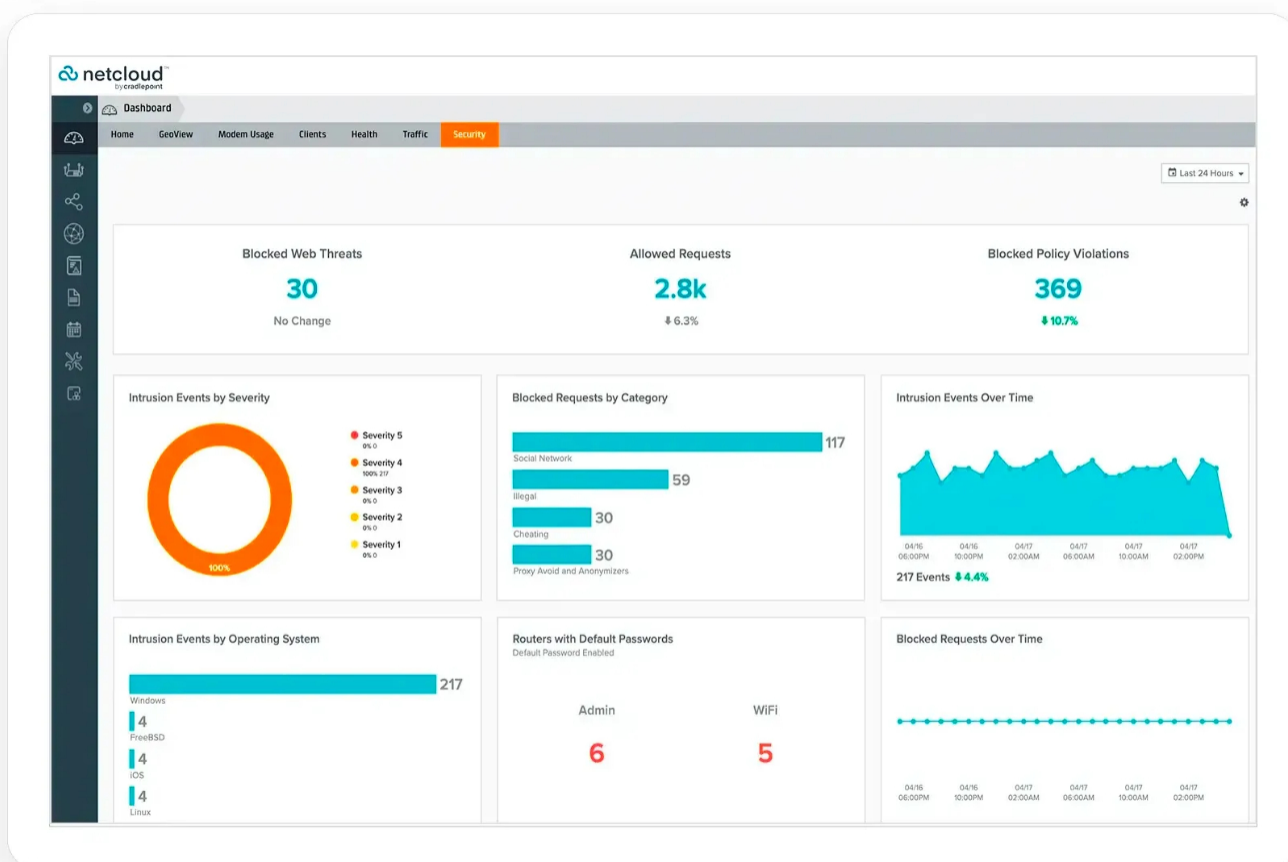 netcloud™
by cradlepoint
Dashboard
Home GeoView Modem Usage Clients Health Traffic Security
Last 24 Hours
Blocked Web Threats
30
No Change
Allowed Requests
2.8k
6.3%
Blocked Policy Violations
369
10.7%
Intrusion Events by Severity
100%
Severity 5
0% 0
Severity 4
100% 217
Severity 3
0% 0
Severity 2
0% 0
Severity 1
0% 0
Blocked Requests by Category
117
Social Network
59
Illegal
30
Cheating
30
Proxy Avoid and Anonymizers
Intrusion Events Over Time
04/16 04/16 04/17 04/17 04/17 04/17
06:00PM 10:00PM 02:00AM 06:00AM 10:00AM 02:00PM
217 Events 4.4%
Intrusion Events by Operating System
217
Windows
4
FreeBSD
4
iOS
4
Linux
Routers with Default Passwords
Default Password Enabled
Admin WiFi
6 5
Blocked Requests Over Time
04/16 04/16 04/17 04/17 04/17 04/17
06:00PM 10:00PM 02:00AM 06:00AM 10:00AM 02:00PM